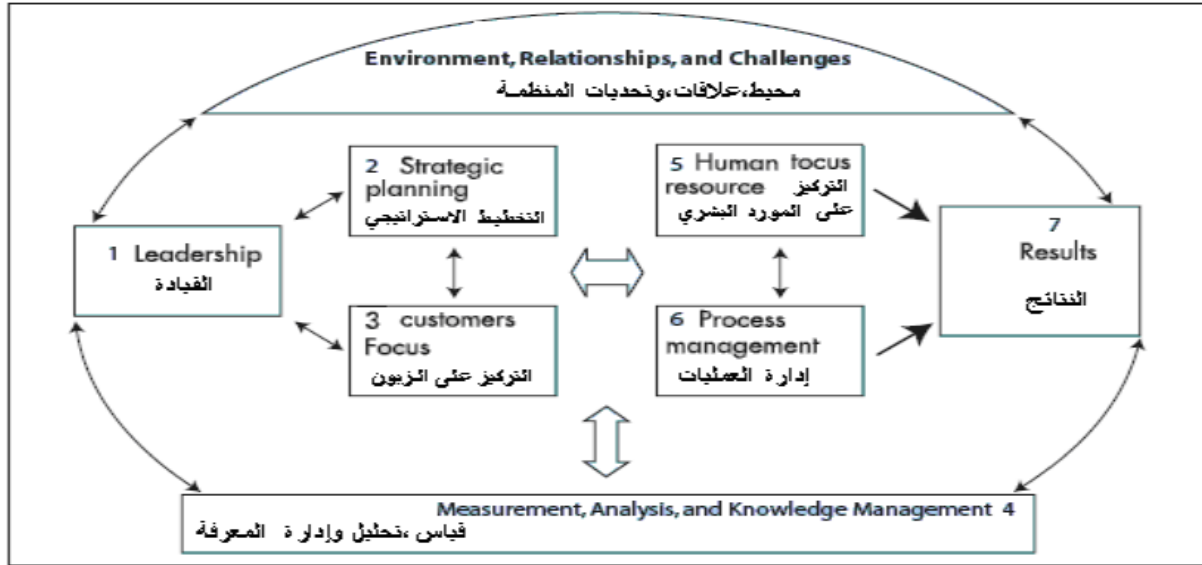 Environment, Relationships, and Challenges
محيط،علاقات،وتحديات المنظمة
2 Strategic
planning
التخطيط الاستراتيجي
5 Human focus
resource التركيز
على المورد البشري
1 Leadership
القيادة
7
Results
النتائج
3 customers
Focus
التركيز على الزبون
6 Process
management
إدارة العمليات
Measurement, Analysis, and Knowledge Management 4
قياس ،تحليل وإدارة المعرفة